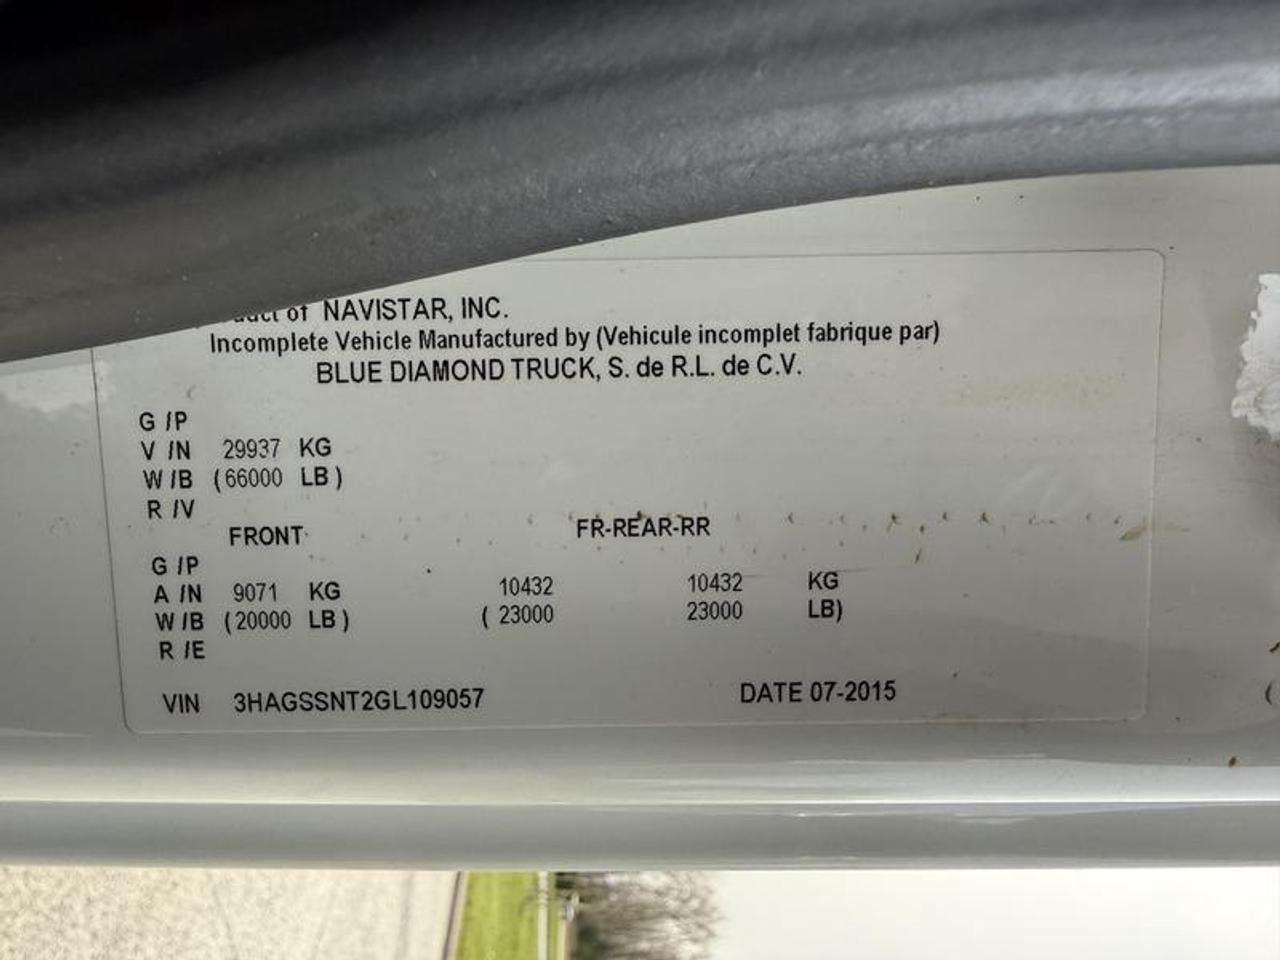 of NAVISTAR, INC.
Incomplete Vehicle Manufactured by (Vehicule incomplet fabrique par)
BLUE DIAMOND TRUCK, S. de R.L. de C.V.
G /P
V /N 29937 KG
W /B (66000 LB)
R /V
FRONT FR-REAR-RR
G /P
A /N 9071 KG 10432 10432 KG
W /B (20000 LB) (23000 23000 LB)
R /E
VIN 3HAGSSNT2GL109057 DATE 07-2015